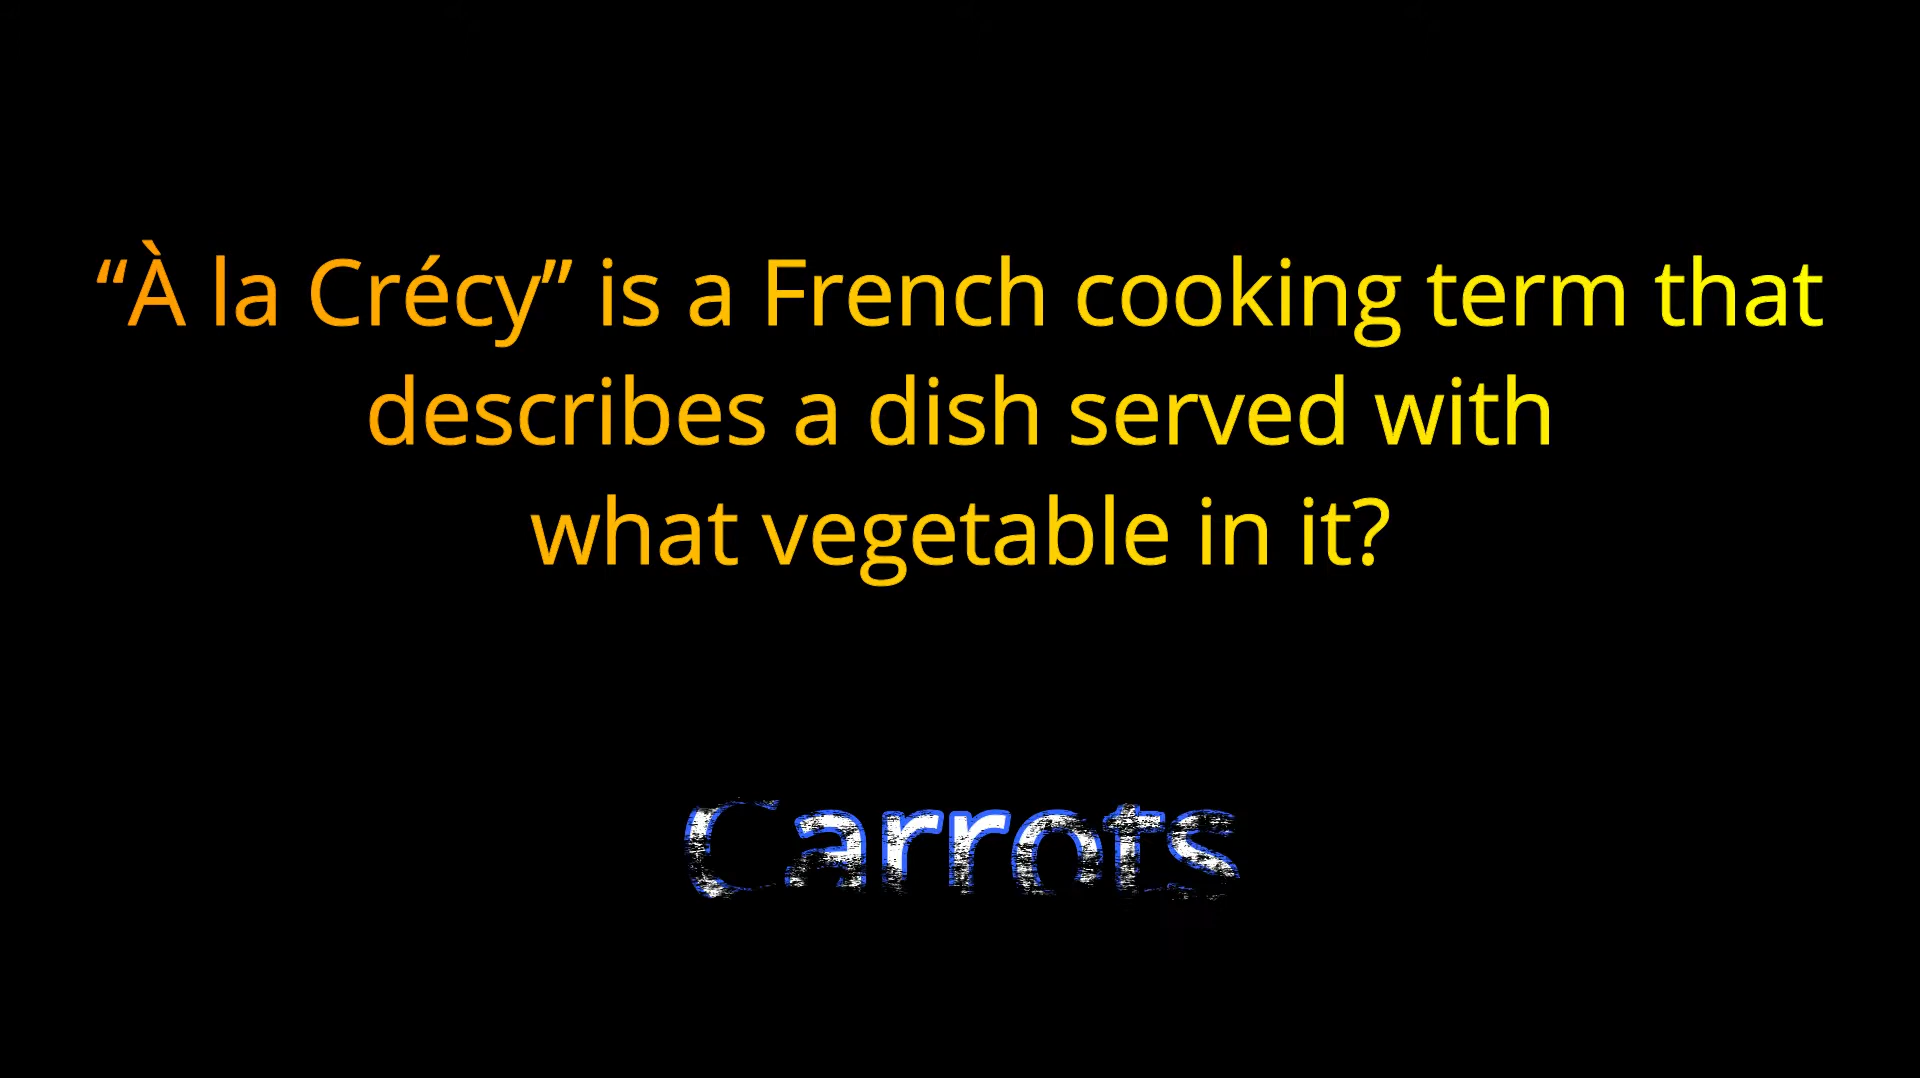 “À la Crécy” is a French cooking term that
describes a dish served with
what vegetable in it?
Carrots